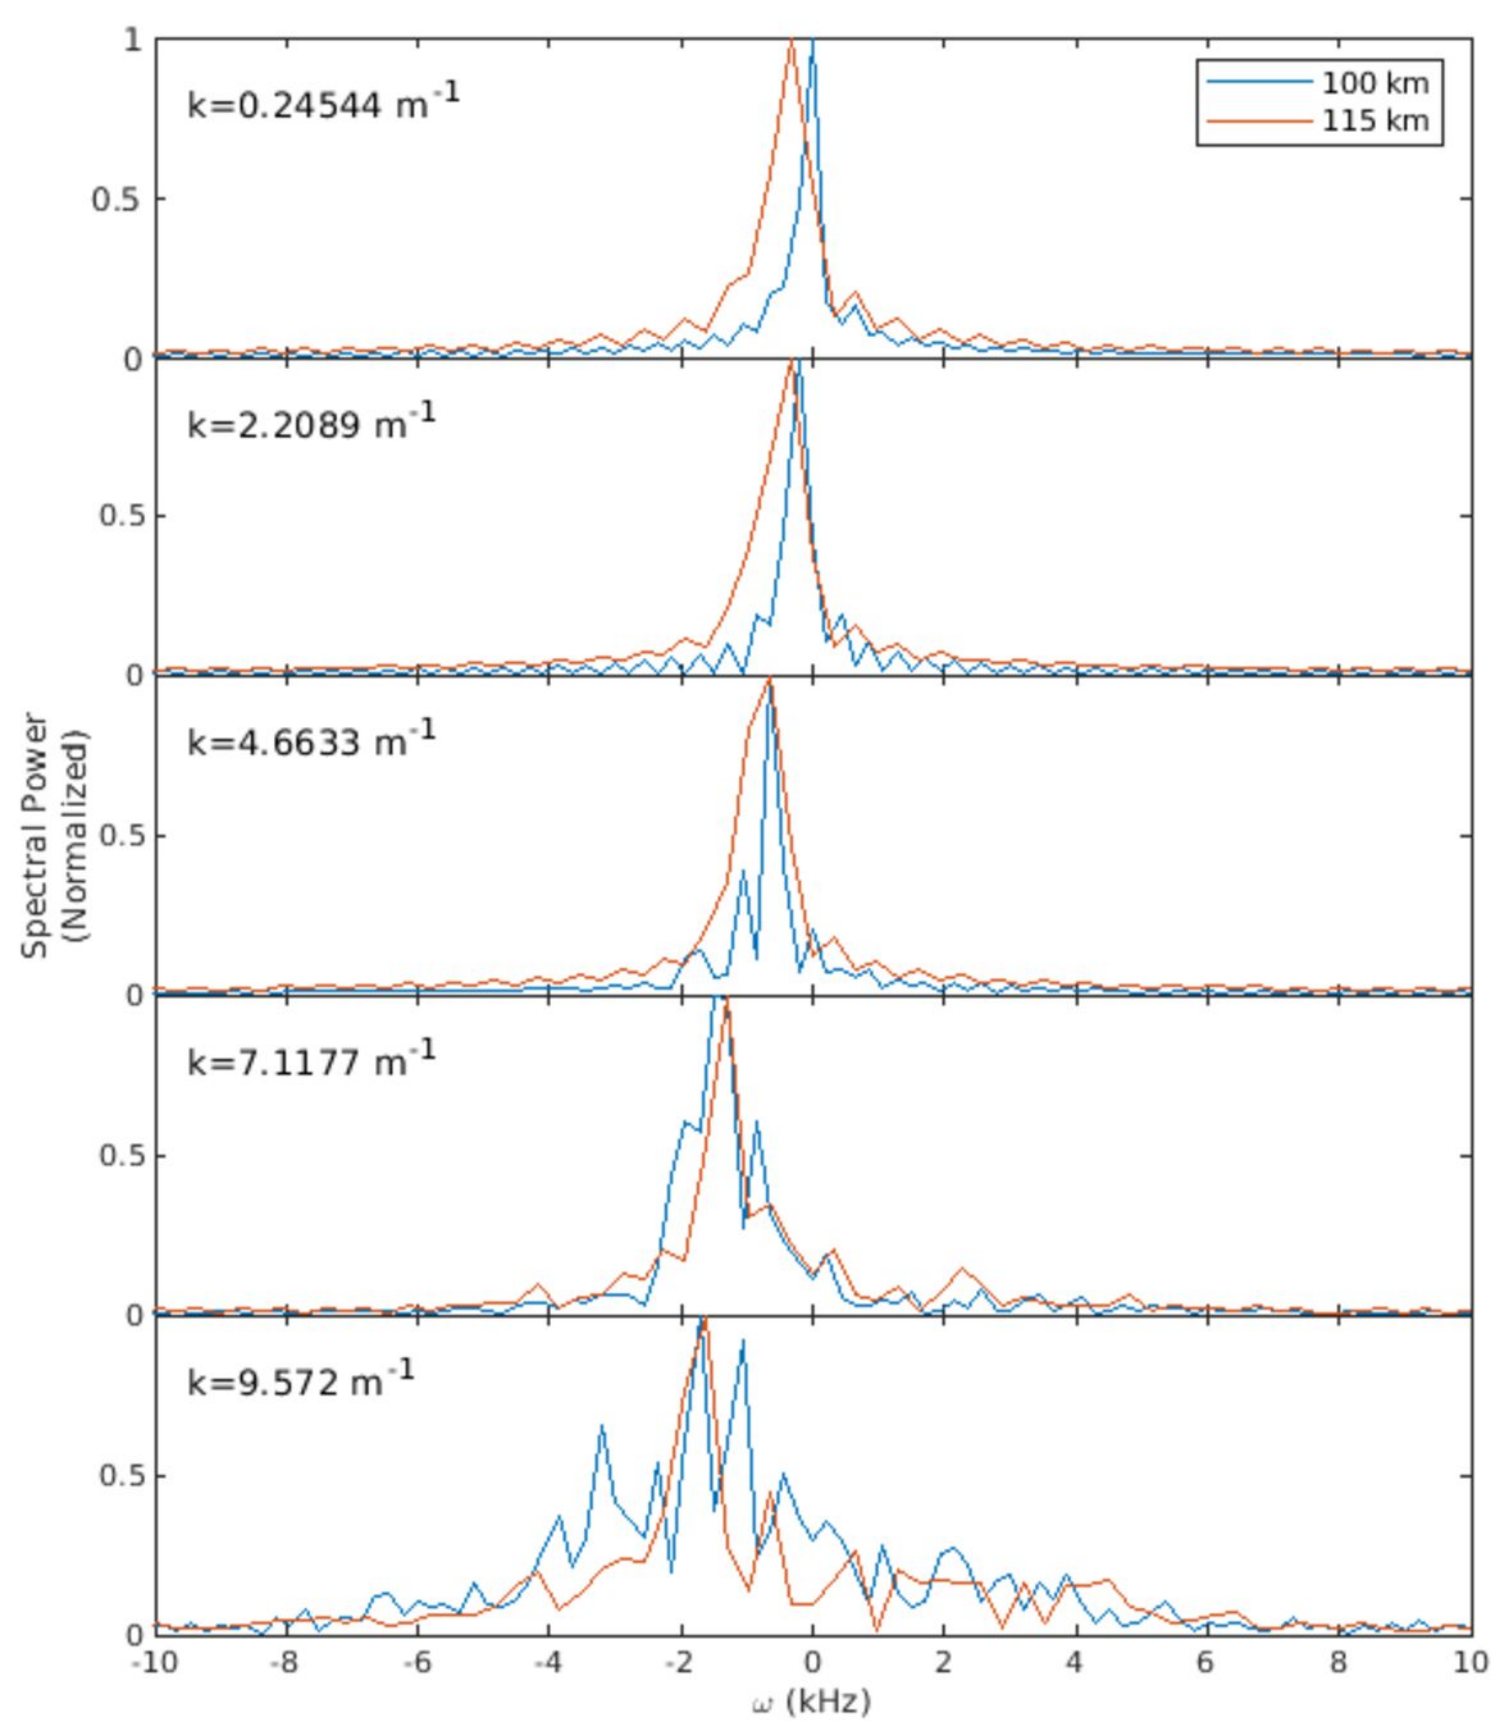 1
k=0.24544 m-1
100 km
115 km
0.5
0
k=2.2089 m-1
0.5
0
k=4.6633 m-1
Spectral Power
(Normalized)
0.5
0
k=7.1177 m-1
0.5
0
k=9.572 m-1
0.5
0
-10 -8 -6 -4 -2 0 2 4 6 8 10
ω (kHz)